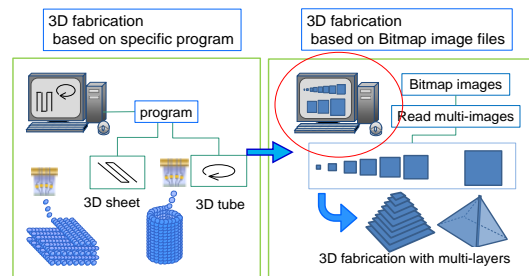 3D fabrication
based on specific program
3D fabrication
based on Bitmap image files
program
3D sheet
3D tube
Bitmap images
Read multi-images
3D fabrication with multi-layers